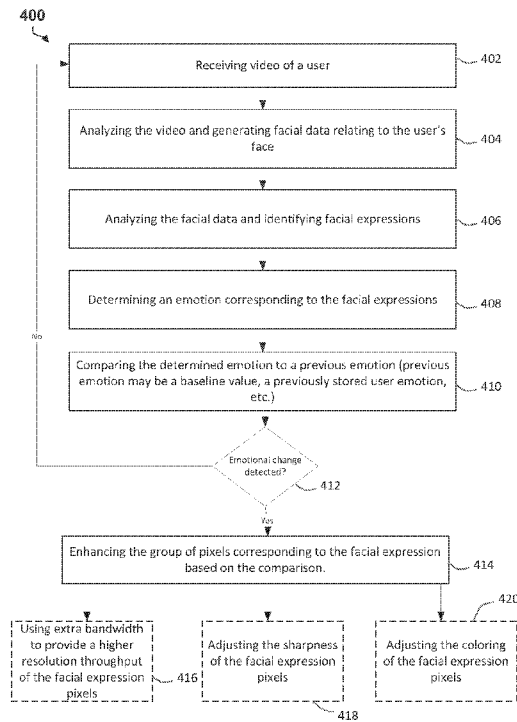 400
Receiving video of a user
402
Analyzing the video and generating facial data relating to the user's
face
404
Analyzing the facial data and identifying facial expressions
406
Determining an emotion corresponding to the facial expressions
408
Comparing the determined emotion to a previous emotion (previous
emotion may be a baseline value, a previously stored user emotion,
etc.)
410
No
Emotional change
detected?
412
Yes
Enhancing the group of pixels corresponding to the facial expression
based on the comparison.
414
Using extra bandwidth
to provide a higher
resolution throughput
of the facial expression
pixels
416
Adjusting the sharpness
of the facial expression
pixels
418
Adjusting the coloring
of the facial expression
pixels
420